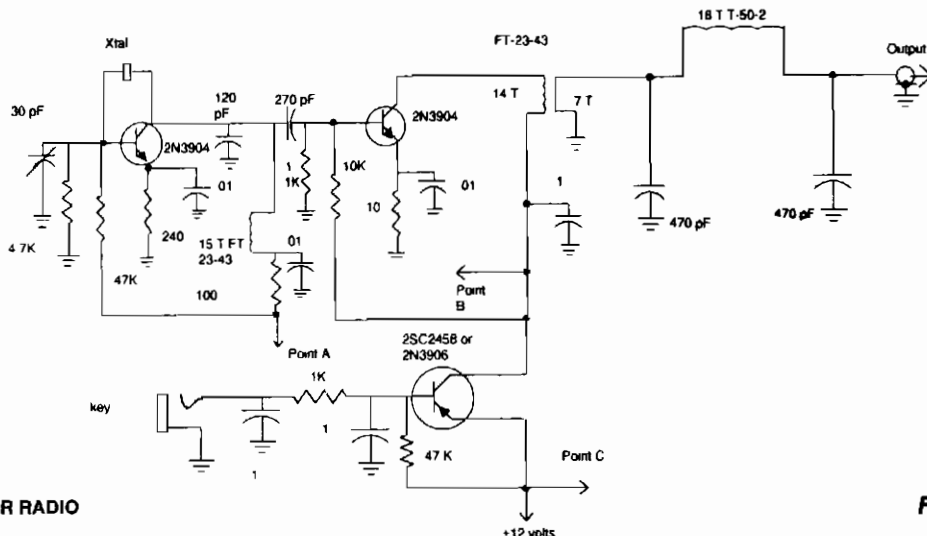 18 T T-50-2
Xtal
FT-23-43
Output
30 pF
120 pF
270 pF
2N3904
14 T
7 T
2N3904
01
1
1K
10K
01
10
1
470 pF
470 pF
4 7K
47K
240
15 T FT
23-43
01
100
Point A
Point
B
2SC2458 or
2N3906
key
1K
1
1
47 K
Point C
+12 volts
R RADIO